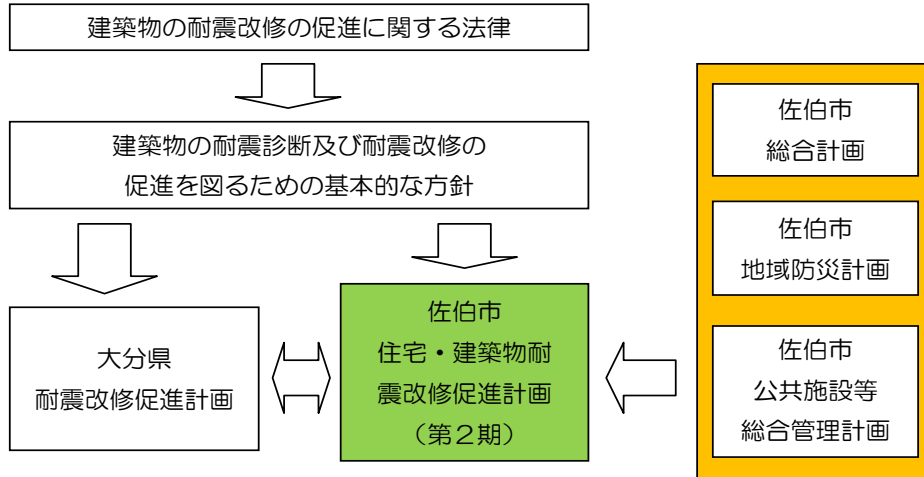 建築物の耐震改修の促進に関する法律
建築物の耐震診断及び耐震改修の
促進を図るための基本的な方針
大分県
耐震改修促進計画
佐伯市
住宅・建築物耐
震改修促進計画
（第２期）
佐伯市
総合計画
佐伯市
地域防災計画
佐伯市
公共施設等
総合管理計画